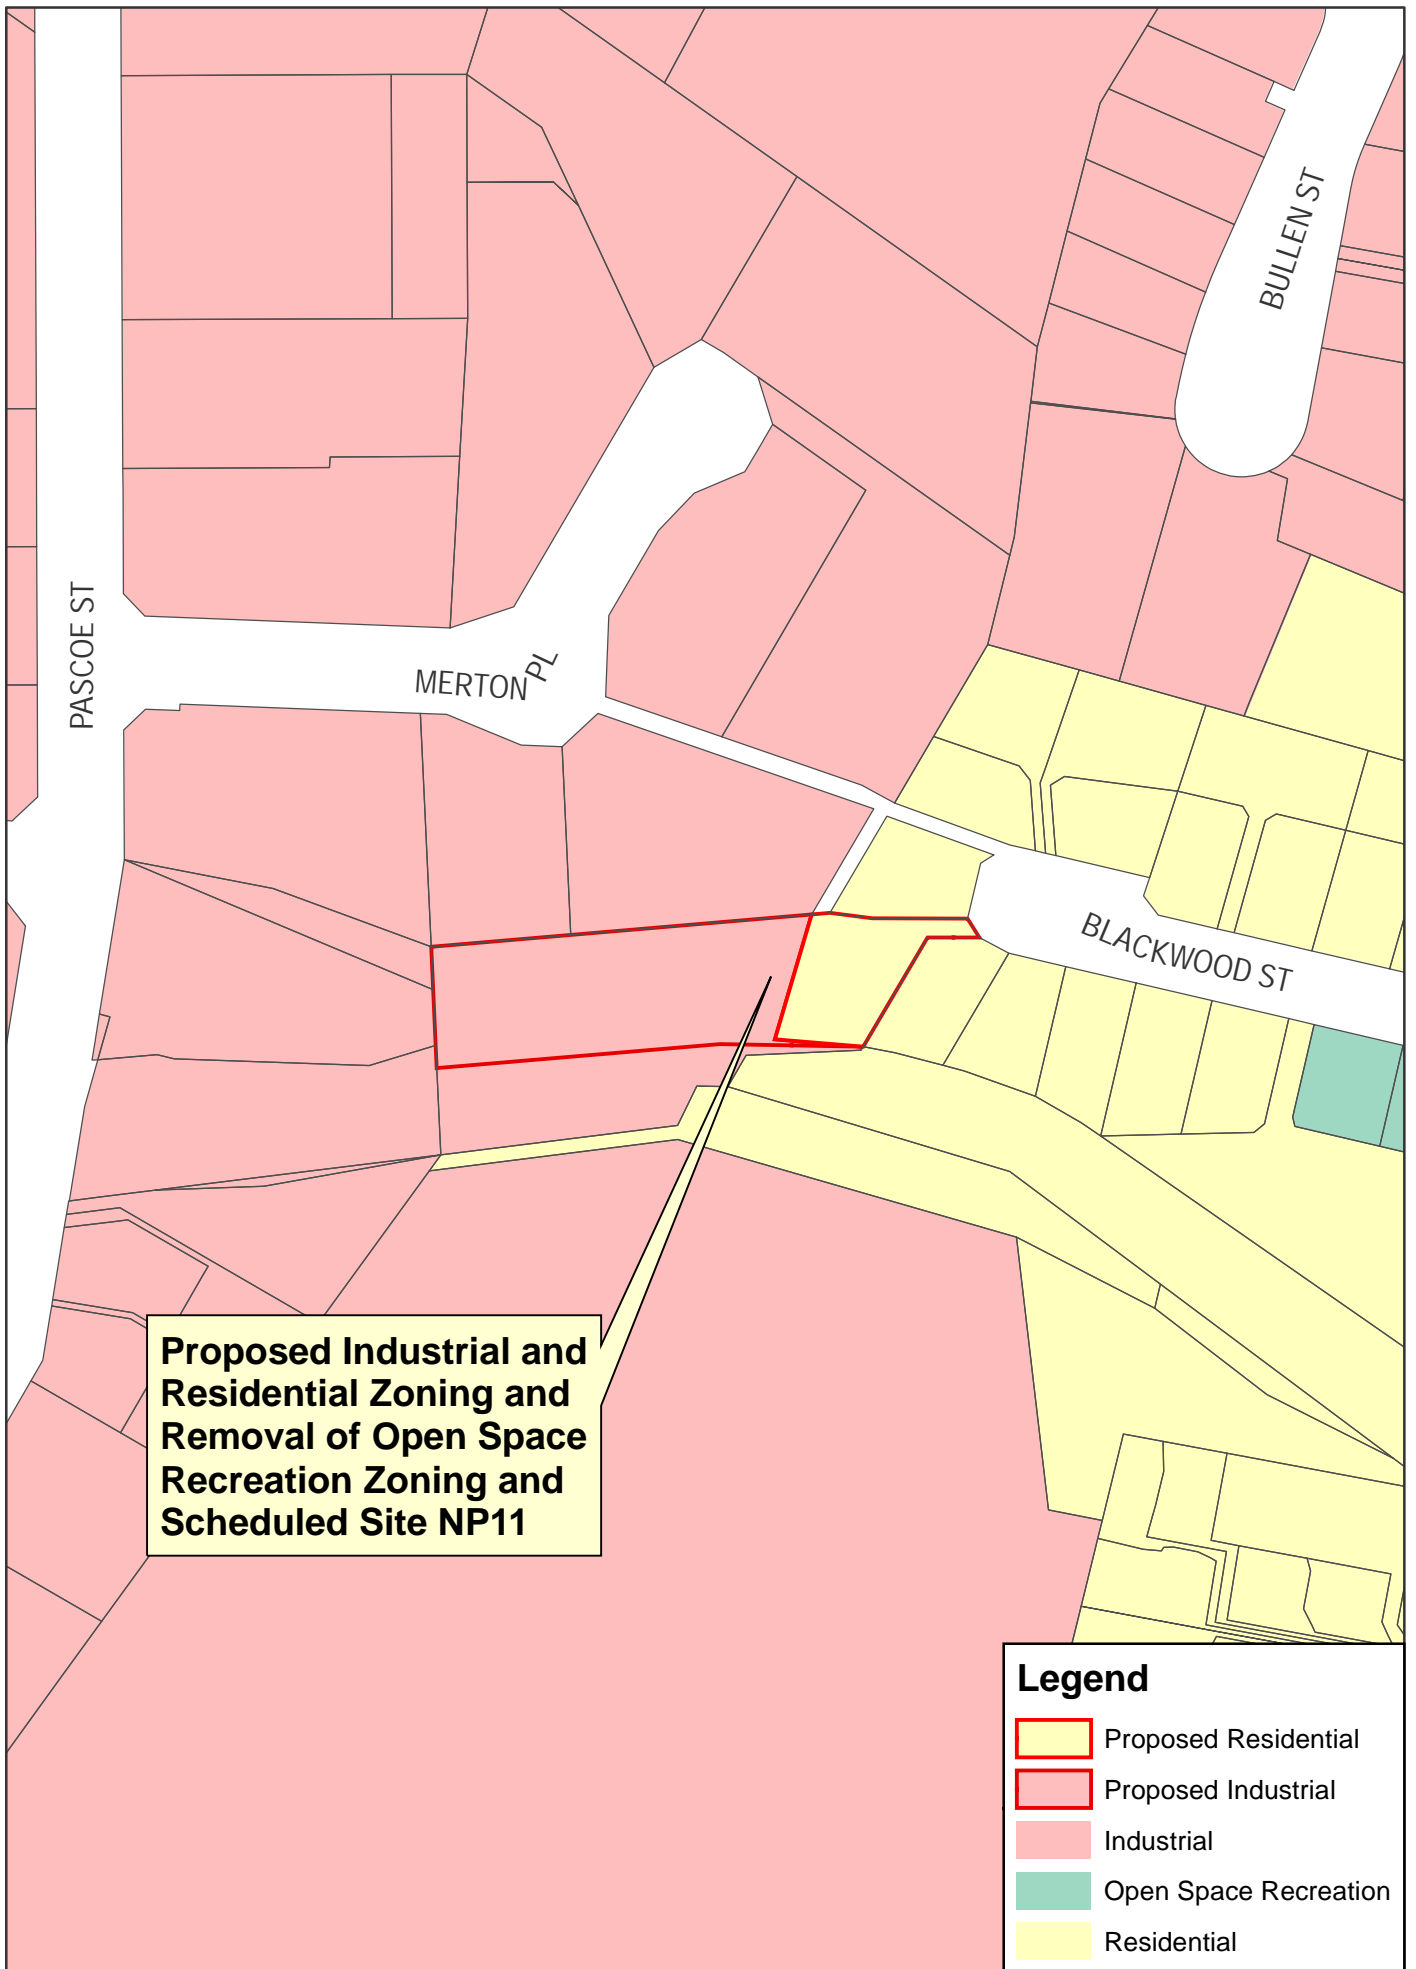 BULLEN ST
PASCOE ST
MERTON PL
BLACKWOOD ST
Proposed Industrial and
Residential Zoning and
Removal of Open Space
Recreation Zoning and
Scheduled Site NP11
Legend
Proposed Residential
Proposed Industrial
Industrial
Open Space Recreation
Residential